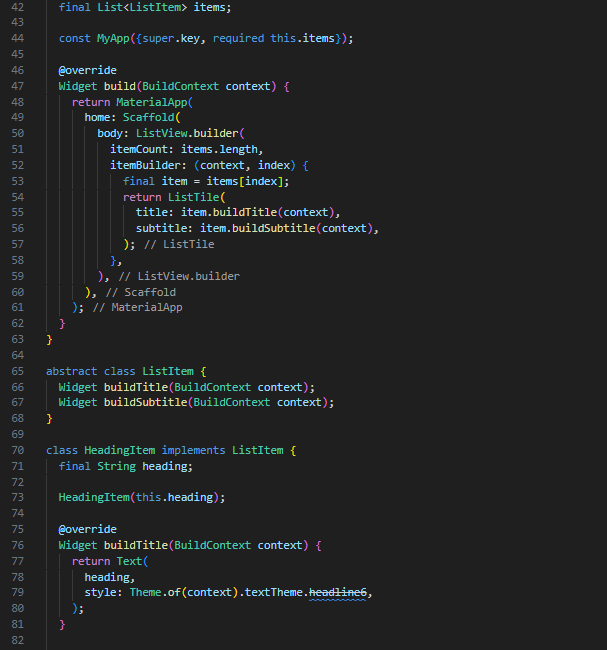 42 final List<ListItem> items;
43
44 const MyApp({super.key, required this.items});
45
46 @override
47 Widget build(BuildContext context) {
48 return MaterialApp(
49 home: Scaffold(
50 body: ListView.builder(
51 itemCount: items.length,
52 itemBuilder: (context, index) {
53 final item = items[index];
54 return ListTile(
55 title: item.buildTitle(context),
56 subtitle: item.buildSubtitle(context),
57 ); // ListTile
58 },
59 ), // ListView.builder
60 ), // Scaffold
61 ); // MaterialApp
62 }
63 }
64
65 abstract class ListItem {
66 Widget buildTitle(BuildContext context);
67 Widget buildSubtitle(BuildContext context);
68 }
69
70 class HeadingItem implements ListItem {
71 final String heading;
72
73 HeadingItem(this.heading);
74
75 @override
76 Widget buildTitle(BuildContext context) {
77 return Text(
78 heading,
79 style: Theme.of(context).textTheme.headline6,
80 );
81 }
82